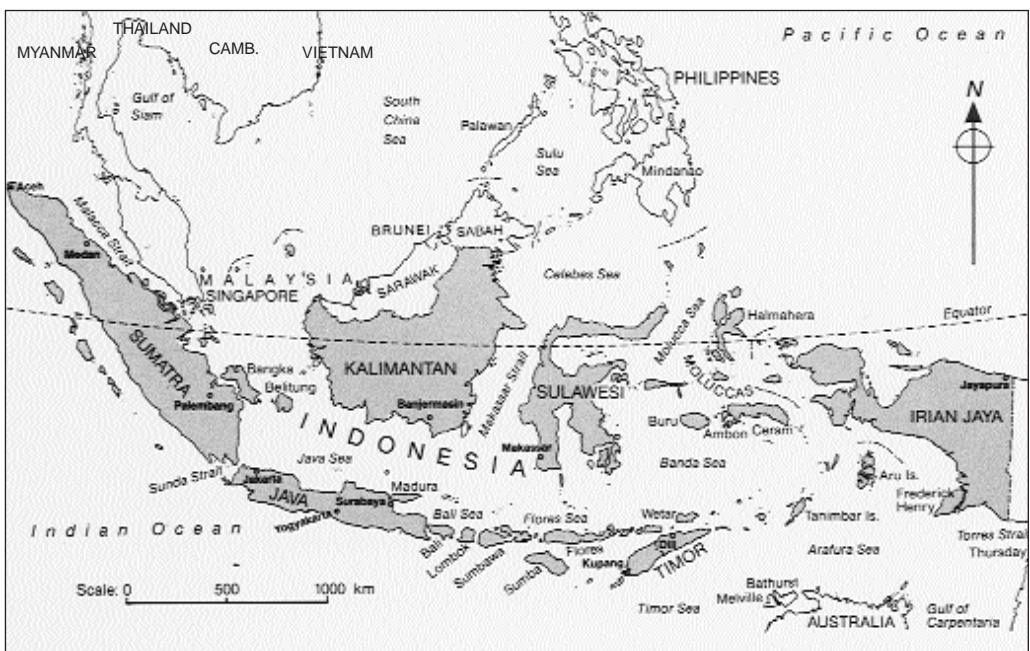 THAILAND
MYANMAR
CAMB.
VIETNAM
Pacific Ocean
PHILIPPINES
N
Gulf of
Siam
South
China
Sea
Palawan
Sulu
Sea
Mindanao
Aceh
Malacca Strait
Medan
BRUNEI
SABAH
MALAYSIA
SARAWAK
SINGAPORE
Celebes Sea
Molucca Sea
Halmahera
Equator
SUMATRA
KALIMANTAN
Makassar Strait
SULAWESI
MOLUCCAS
Jayapura
IRIAN JAYA
Bangka
Belitung
Palembang
Banjermasin
Buru
Ambon
Ceram
INDONESIA
Makassar
Java Sea
Banda Sea
Sunda Strait
Jakarta
JAVA
Surabaya
Madura
Yogyakarta
Aru Is.
Frederick
Henry
Indian Ocean
Bali Sea
Flores Sea
Wetar
Tanimbar Is.
Torres Strait
Thursday
Bali
Lombok
Sumbawa
Sumba
Flores
Kupang
Dili
TIMOR
Arafura Sea
Scale: 0 500 1000 km
Timor Sea
Bathurst
Melville
AUSTRALIA
Gulf of
Carpentaria